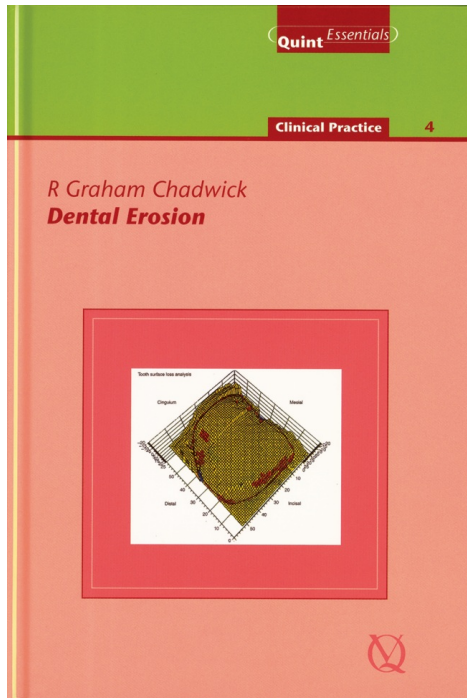 Quint Essentials
Clinical Practice 4
R Graham Chadwick
Dental Erosion
Tooth surface loss analysis
Cingulum Mesial
Distal Incisal